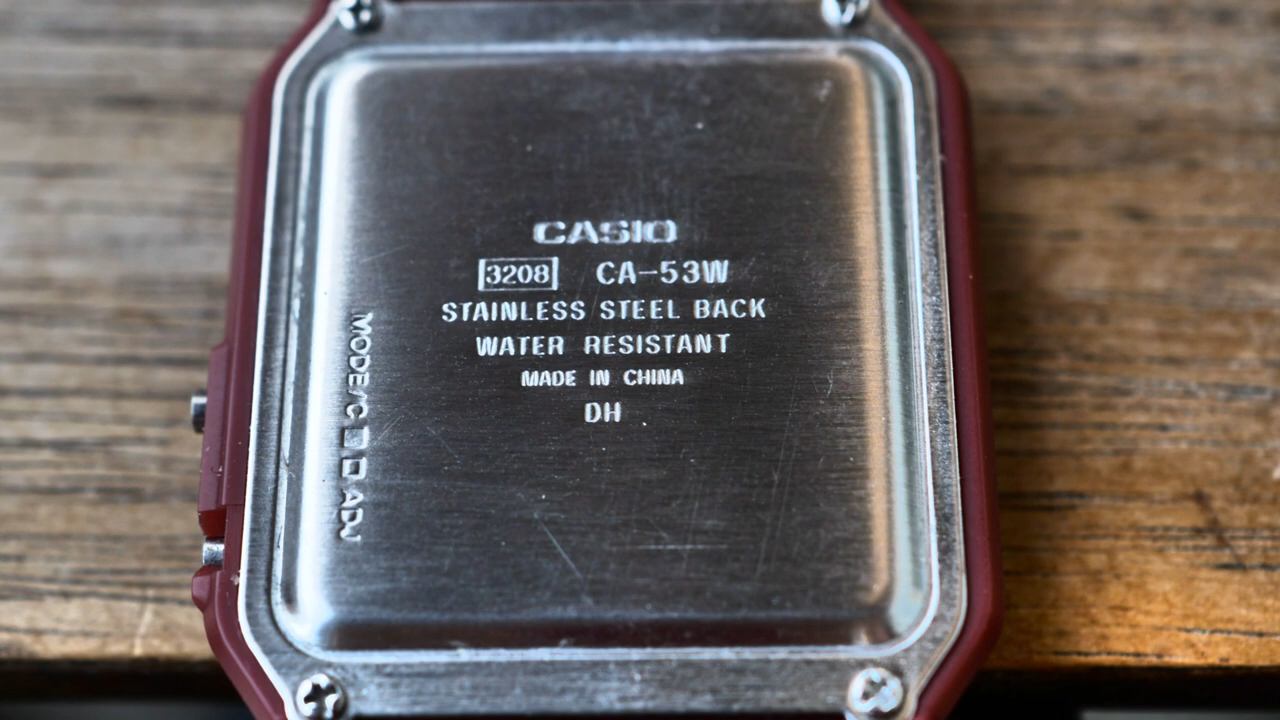 CASIO
3208 CA-53W
STAINLESS STEEL BACK
WATER RESISTANT
MADE IN CHINA
DH
MODE/C ADJ